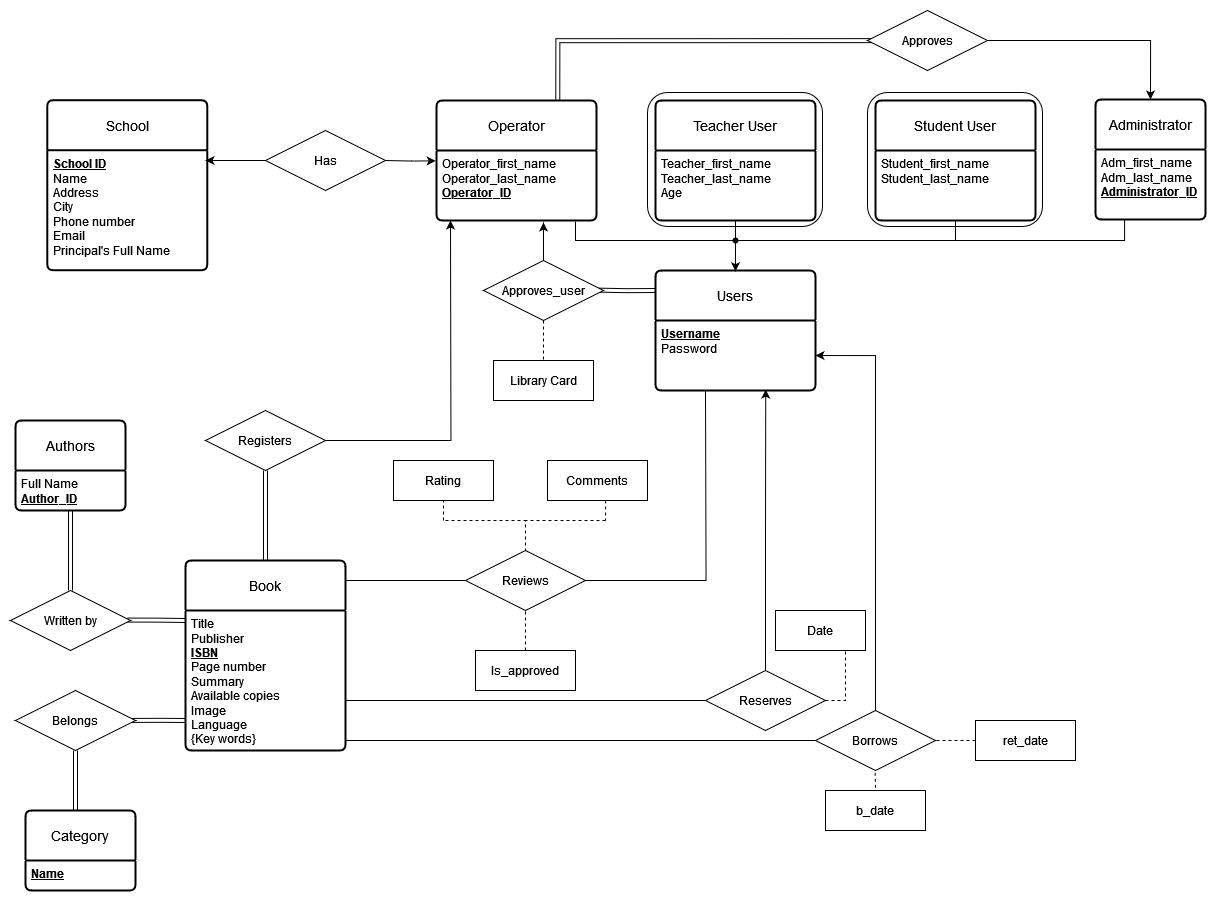 Approves
School
School ID
Name
Address
City
Phone number
Email
Principal's Full Name
Has
Operator
Operator_first_name
Operator_last_name
Operator_ID
Teacher User
Teacher_first_name
Teacher_last_name
Age
Student User
Student_first_name
Student_last_name
Administrator
Adm_first_name
Adm_last_name
Administrator_ID
Approves_user
Library Card
Users
Username
Password
Registers
Authors
Full Name
Author_ID
Rating
Comments
Reviews
Is_approved
Written by
Book
Title
Publisher
ISBN
Page number
Summary
Available copies
Image
Language
{Key words}
Date
Reserves
Belongs
Borrows
ret_date
b_date
Category
Name